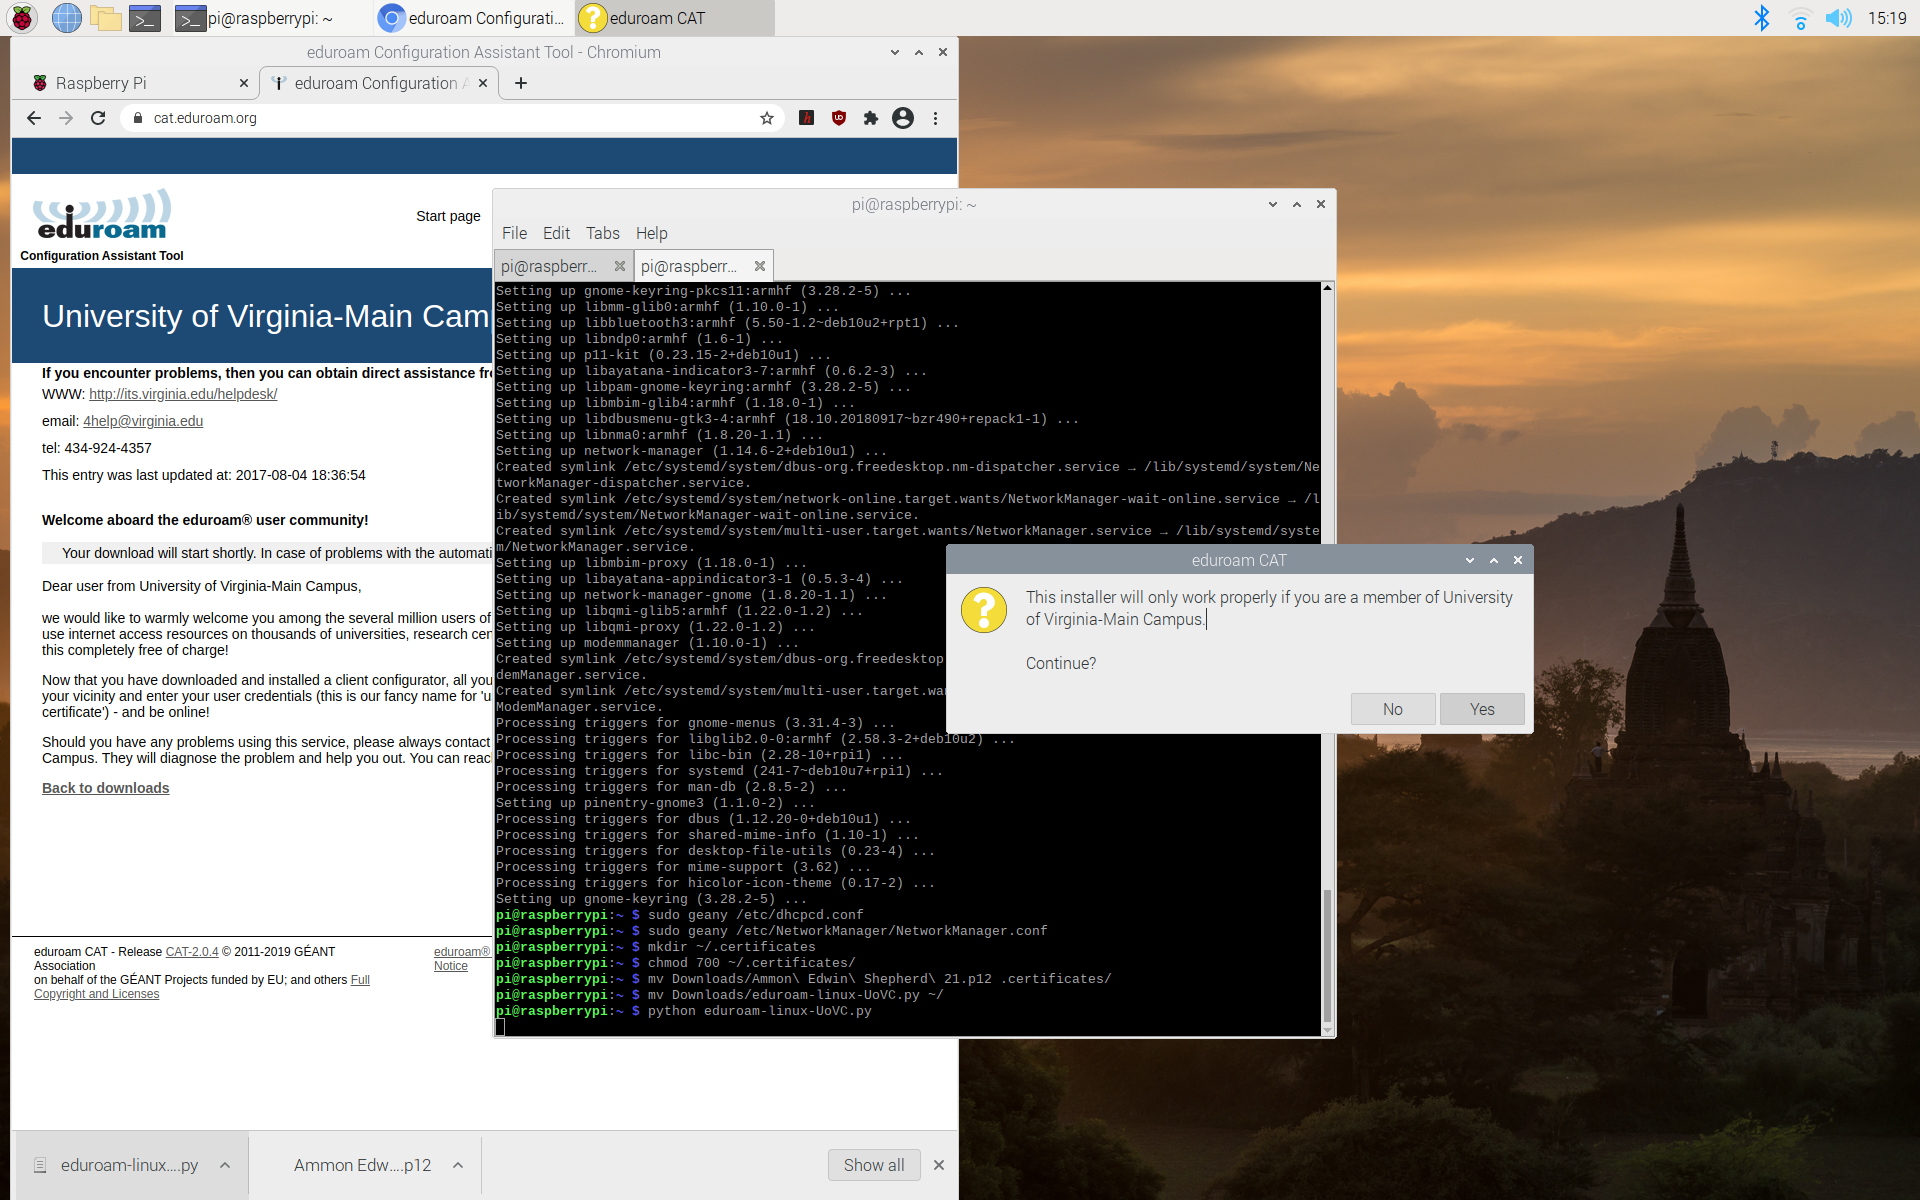 pi@raspberrypi: ~
eduroam Configurati...
eduroam CAT
15:19
eduroam Configuration Assistant Tool - Chromium
Raspberry Pi
eduroam Configuration
cat.eduroam.org
eduroam
Configuration Assistant Tool
Start page
University of Virginia-Main Cam
If you encounter problems, then you can obtain direct assistance fr
WWW: http://its.virginia.edu/helpdesk/
email: 4help@virginia.edu
tel: 434-924-4357
This entry was last updated at: 2017-08-04 18:36:54
Welcome aboard the eduroam® user community!
Your download will start shortly. In case of problems with the automati
Dear user from University of Virginia-Main Campus,
we would like to warmly welcome you among the several million users of
use internet access resources on thousands of universities, research cen
this completely free of charge!
Now that you have downloaded and installed a client configurator, all you
your vicinity and enter your user credentials (this is our fancy name for 'u
certificate') - and be online!
Should you have any problems using this service, please always contact
Campus. They will diagnose the problem and help you out. You can reac
Back to downloads
eduroam CAT - Release CAT-2.0.4 © 2011-2019 GÉANT
Association
on behalf of the GÉANT Projects funded by EU; and others Full
Copyright and Licenses
eduroam®
Notice
eduroam-linux....py
Ammon Edw....p12
Show all
pi@raspberrypi: ~
File Edit Tabs Help
pi@raspberr...
pi@raspberr...
Setting up gnome-keyring-pkcs11:armhf (3.28.2-5) ...
Setting up libmm-glib0:armhf (1.10.0-1) ...
Setting up libbluetooth3:armhf (5.50-1.2~deb10u2+rpt1) ...
Setting up libndp0:armhf (1.6-1) ...
Setting up p11-kit (0.23.15-2+deb10u1) ...
Setting up libayatana-indicator3-7:armhf (0.6.2-3) ...
Setting up libpam-gnome-keyring:armhf (3.28.2-5) ...
Setting up libmbim-glib4:armhf (1.18.0-1) ...
Setting up libdbusmenu-gtk3-4:armhf (18.10.20180917~bzr490+repack1-1) ...
Setting up libnma0:armhf (1.8.20-1.1) ...
Setting up network-manager (1.14.6-2+deb10u1) ...
Created symlink /etc/systemd/system/dbus-org.freedesktop.nm-dispatcher.service → /lib/systemd/system/Ne
tworkManager-dispatcher.service.
Created symlink /etc/systemd/system/network-online.target.wants/NetworkManager-wait-online.service → /l
ib/systemd/system/NetworkManager-wait-online.service.
Created symlink /etc/systemd/system/multi-user.target.wants/NetworkManager.service → /lib/systemd/syste
m/NetworkManager.service.
Setting up libmbim-proxy (1.18.0-1) ...
Setting up libayatana-appindicator3-1 (0.5.3-4) ...
Setting up network-manager-gnome (1.8.20-1.1) ...
Setting up libqmi-glib5:armhf (1.22.0-1.2) ...
Setting up libqmi-proxy (1.22.0-1.2) ...
Setting up modemmanager (1.10.0-1) ...
Created symlink /etc/systemd/system/dbus-org.freedesktop
demManager.service.
Created symlink /etc/systemd/system/multi-user.target.wan
ModemManager.service.
Processing triggers for gnome-menus (3.31.4-3) ...
Processing triggers for libglib2.0-0:armhf (2.58.3-2+deb10u2) ...
Processing triggers for libc-bin (2.28-10+rpi1) ...
Processing triggers for systemd (241-7~deb10u7+rpi1) ...
Processing triggers for man-db (2.8.5-2) ...
Setting up pinentry-gnome3 (1.1.0-2) ...
Processing triggers for dbus (1.12.20-0+deb10u1) ...
Processing triggers for shared-mime-info (1.10-1) ...
Processing triggers for desktop-file-utils (0.23-4) ...
Processing triggers for mime-support (3.62) ...
Processing triggers for hicolor-icon-theme (0.17-2) ...
Setting up gnome-keyring (3.28.2-5) ...
pi@raspberrypi:~ $ sudo geany /etc/dhcpcd.conf
pi@raspberrypi:~ $ sudo geany /etc/NetworkManager/NetworkManager.conf
pi@raspberrypi:~ $ mkdir ~/.certificates
pi@raspberrypi:~ $ chmod 700 ~/.certificates/
pi@raspberrypi:~ $ mv Downloads/Ammon\ Edwin\ Shepherd\ 21.p12 .certificates/
pi@raspberrypi:~ $ mv Downloads/eduroam-linux-UoVC.py ~/
pi@raspberrypi:~ $ python eduroam-linux-UoVC.py
eduroam CAT
This installer will only work properly if you are a member of University
of Virginia-Main Campus.
Continue?
No
Yes